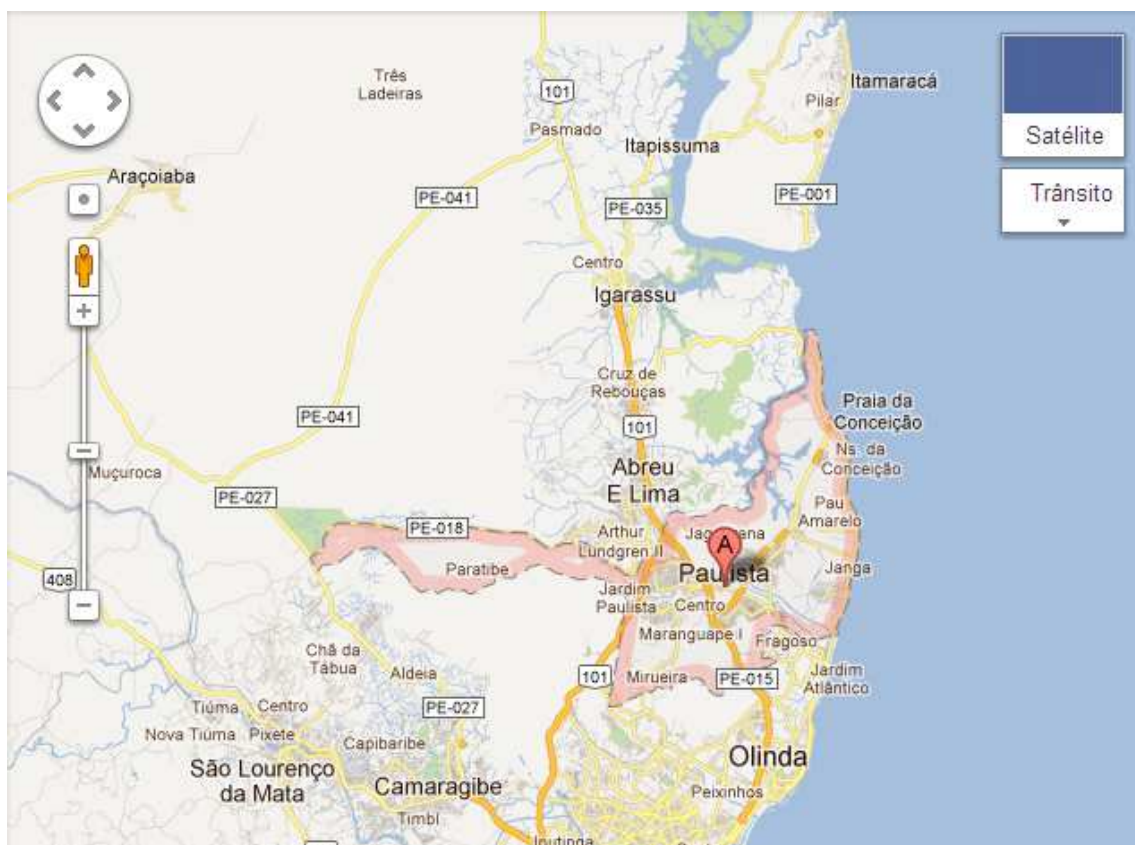 Três
Ladeiras
101
Itamaracá
Pilar
Pasmado
Itapissuma
Satélite
Araçoiaba
PE-041
PE-035
PE-001
Trânsito
Centro
Igarassu
Cruz de
Rebouças
Praia da
Conceição
PE-041
101
Ns. da
Conceição
Muçuroca
Abreu
E Lima
PE-027
Pau
Amarelo
PE-018
Arthur
Lundgren II
A
Paratibe
Paulista
Janga
408
Jardim
Paulista
Centro
Maranguape I
Fragoso
Chã da
Tábua
Aldeia
101
Mirueira
PE-015
Jardim
Atlântico
Tiúma
Centro
PE-027
Nova Tiuma
Pixete
Capibaribe
Olinda
São Lourenço
da Mata
Camaragibe
Peixinhos
Timbl